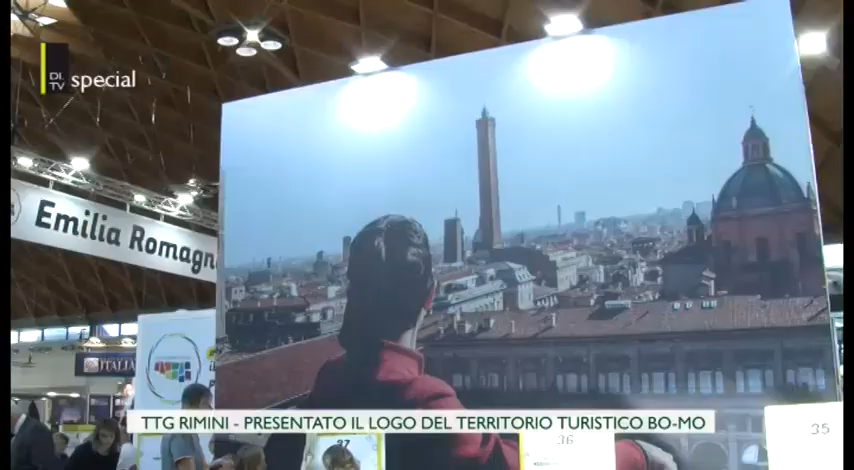 DI.
TV special
Emilia Romagn
ITALIA
TTG RIMINI - PRESENTATO IL LOGO DEL TERRITORIO TURISTICO BO-MO
37
36
35